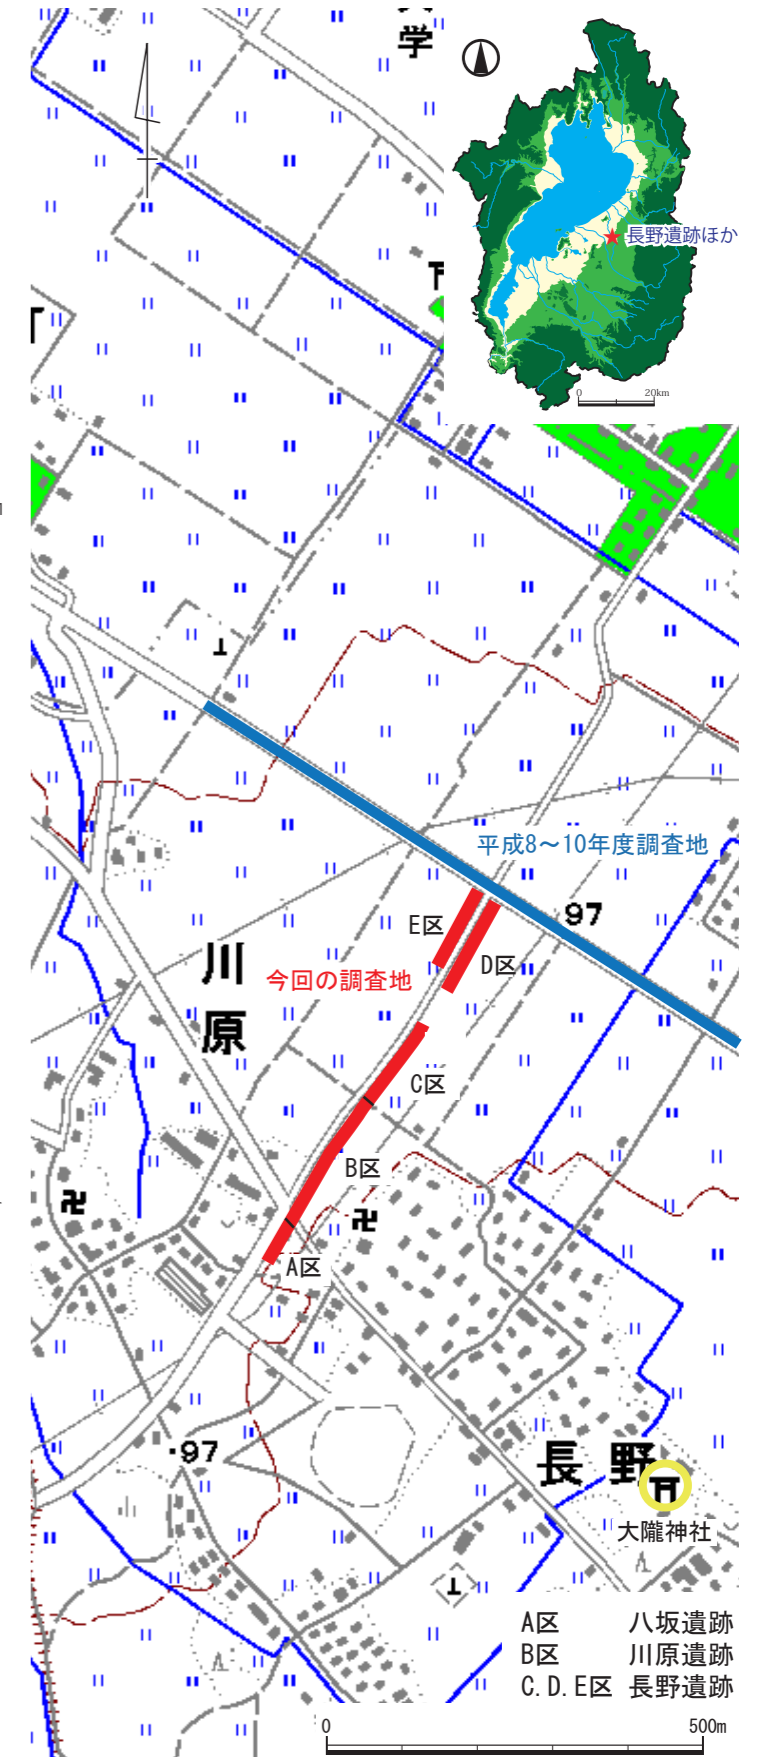 学
長野遺跡ほか
0 20km
平成8~10年度調査地
97
E区
D区
今回の調査地
川原
C区
B区
A区
97
長野
大隴神社
A区 八坂遺跡
B区 川原遺跡
C.D.E区 長野遺跡
0 500m